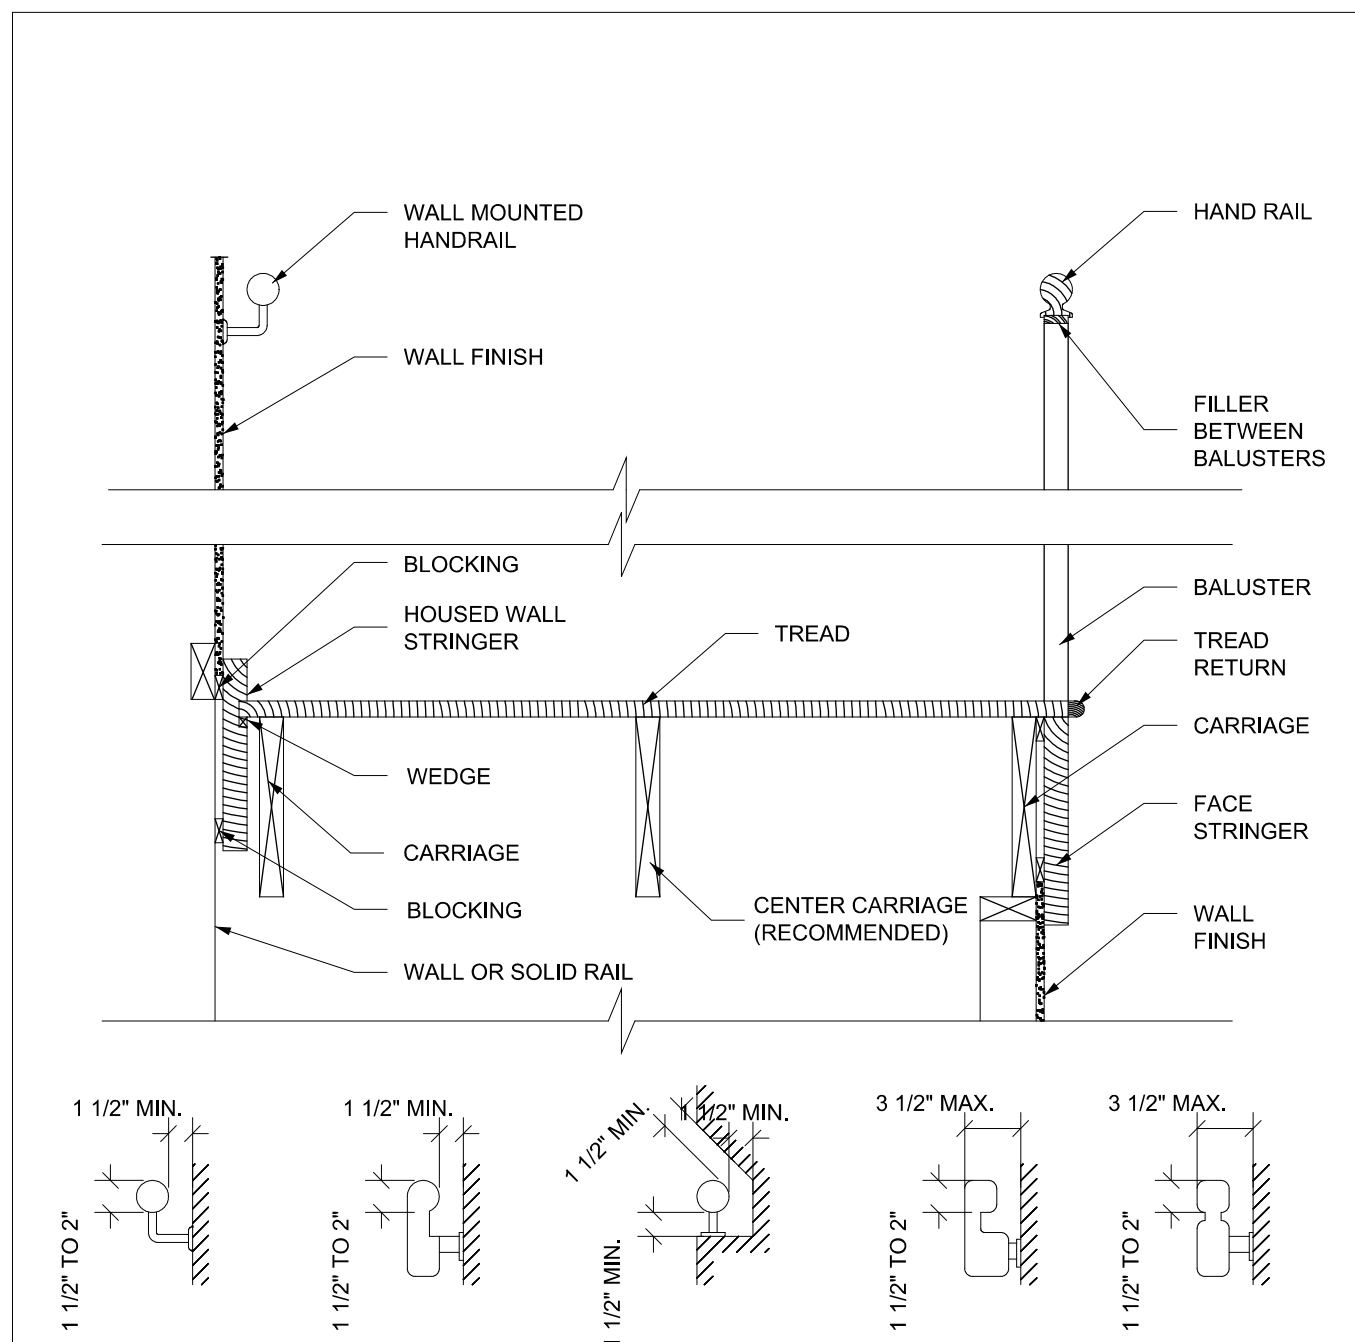 WALL MOUNTED
HANDRAIL
HAND RAIL
WALL FINISH
FILLER
BETWEEN
BALUSTERS
BLOCKING
HOUSED WALL
STRINGER
TREAD
BALUSTER
TREAD
RETURN
CARRIAGE
WEDGE
FACE
STRINGER
CARRIAGE
BLOCKING
CENTER CARRIAGE
(RECOMMENDED)
WALL
FINISH
WALL OR SOLID RAIL
1 1/2" MIN.
1 1/2" TO 2"
1 1/2" MIN.
1 1/2" TO 2"
1 1/2" MIN.
1 1/2" MIN.
1/2" MIN.
3 1/2" MAX.
1 1/2" TO 2"
3 1/2" MAX.
1 1/2" TO 2"